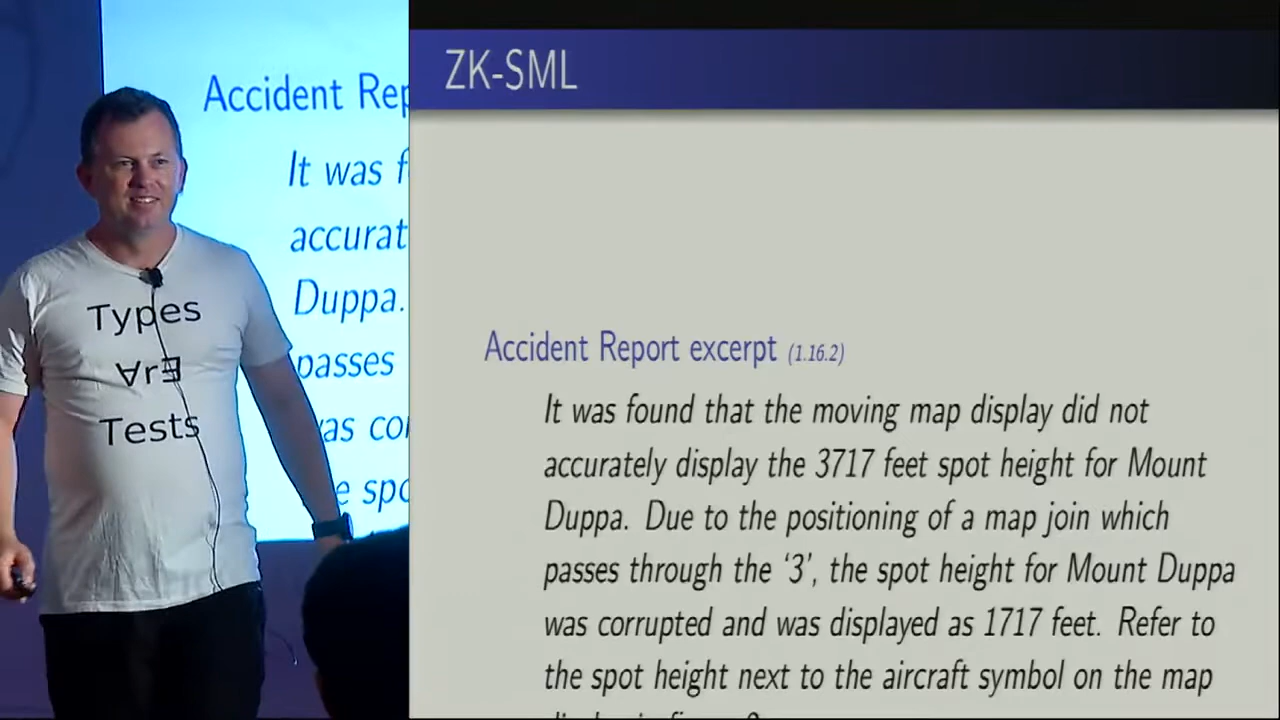 Accident Rep
It was f
accurat
Duppa.
passes
was cor
e spo
Types
∀rƎ
Tests
ZK-SML
Accident Report excerpt (1.16.2)
It was found that the moving map display did not
accurately display the 3717 feet spot height for Mount
Duppa. Due to the positioning of a map join which
passes through the ‘3’, the spot height for Mount Duppa
was corrupted and was displayed as 1717 feet. Refer to
the spot height next to the aircraft symbol on the map